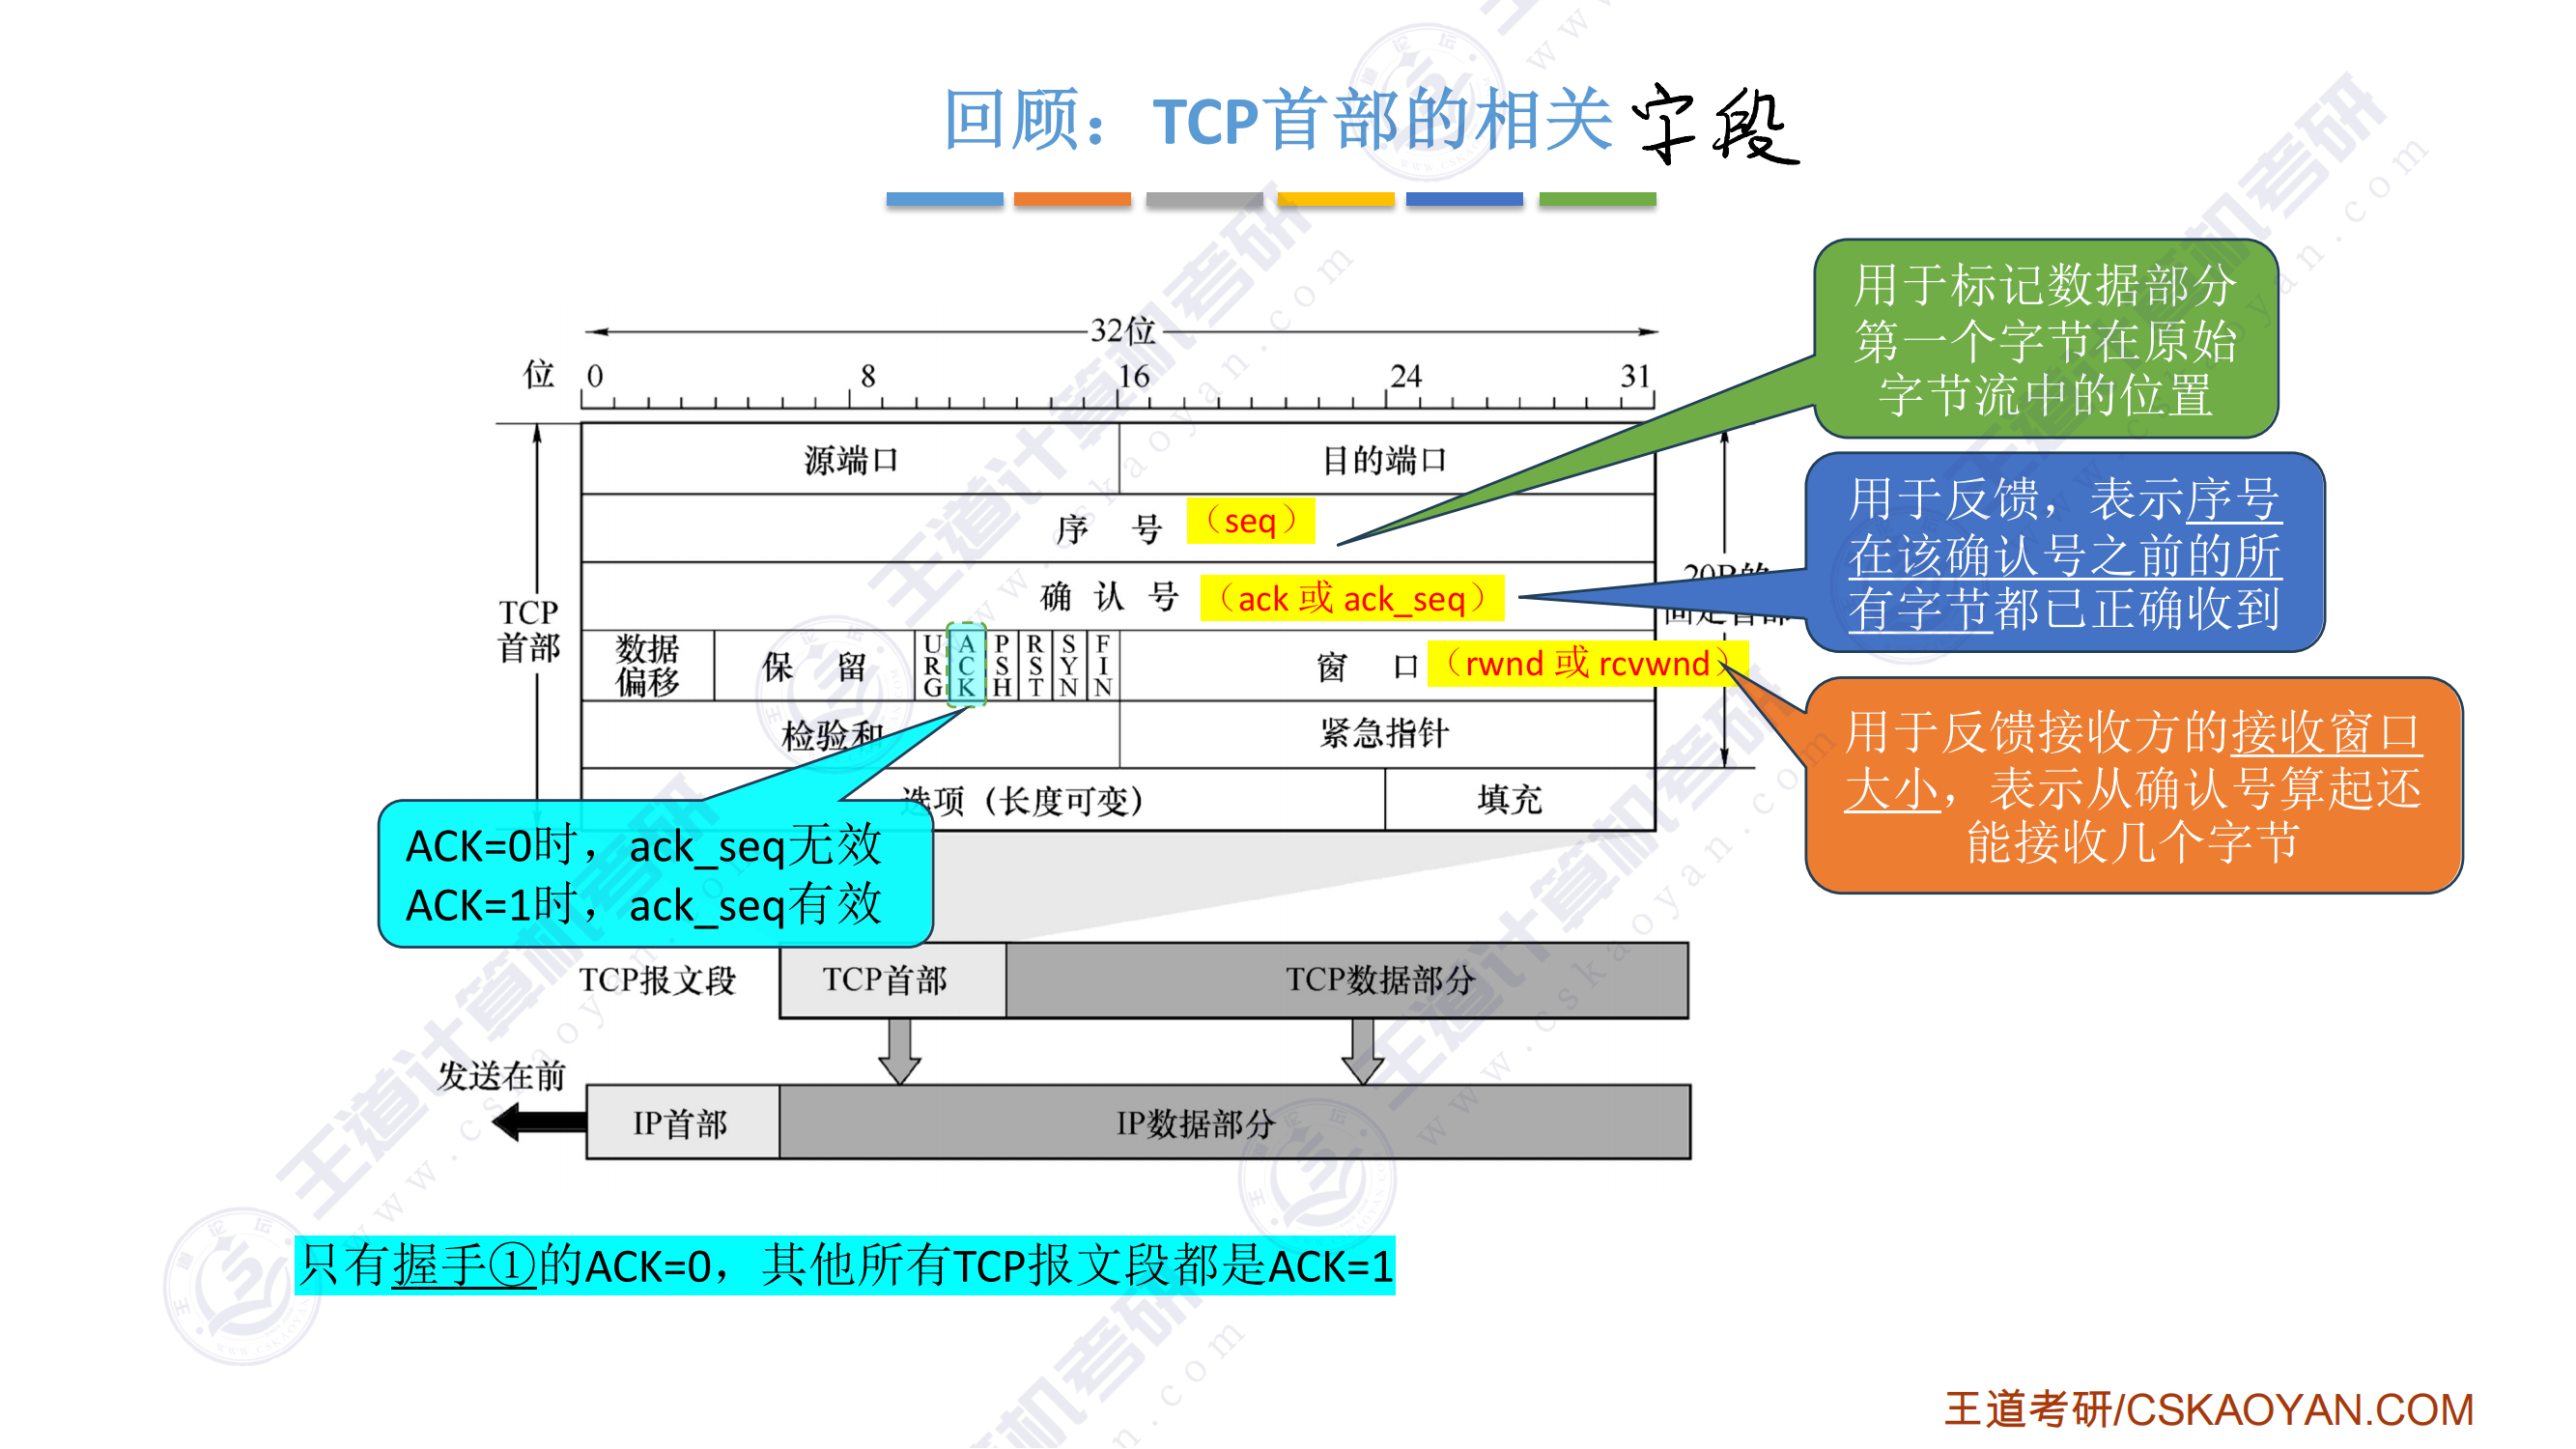 回顾：TCP首部的相关字段
32位
位 0 8 16 24 31
用于标记数据部分
第一个字节在原始
字节流中的位置
源端口 目的端口
序 号 （seq）
确 认 号 （ack 或 ack_seq）
用于反馈，表示序号
在该确认号之前的所
有字节都已正确收到
TCP
首部
数据
偏移
保 留
URG ACK PSH RST SYN FIN
窗 口 （rwnd 或 rcvwnd）
检验和 紧急指针
用于反馈接收方的接收窗口
大小，表示从确认号算起还
能接收几个字节
选项（长度可变） 填充
ACK=0时，ack_seq无效
ACK=1时，ack_seq有效
TCP报文段 TCP首部 TCP数据部分
发送在前
IP首部 IP数据部分
只有握手①的ACK=0，其他所有TCP报文段都是ACK=1
王道考研/CSKAOYAN.COM
王道计算机考研
www.cskaoyan.com